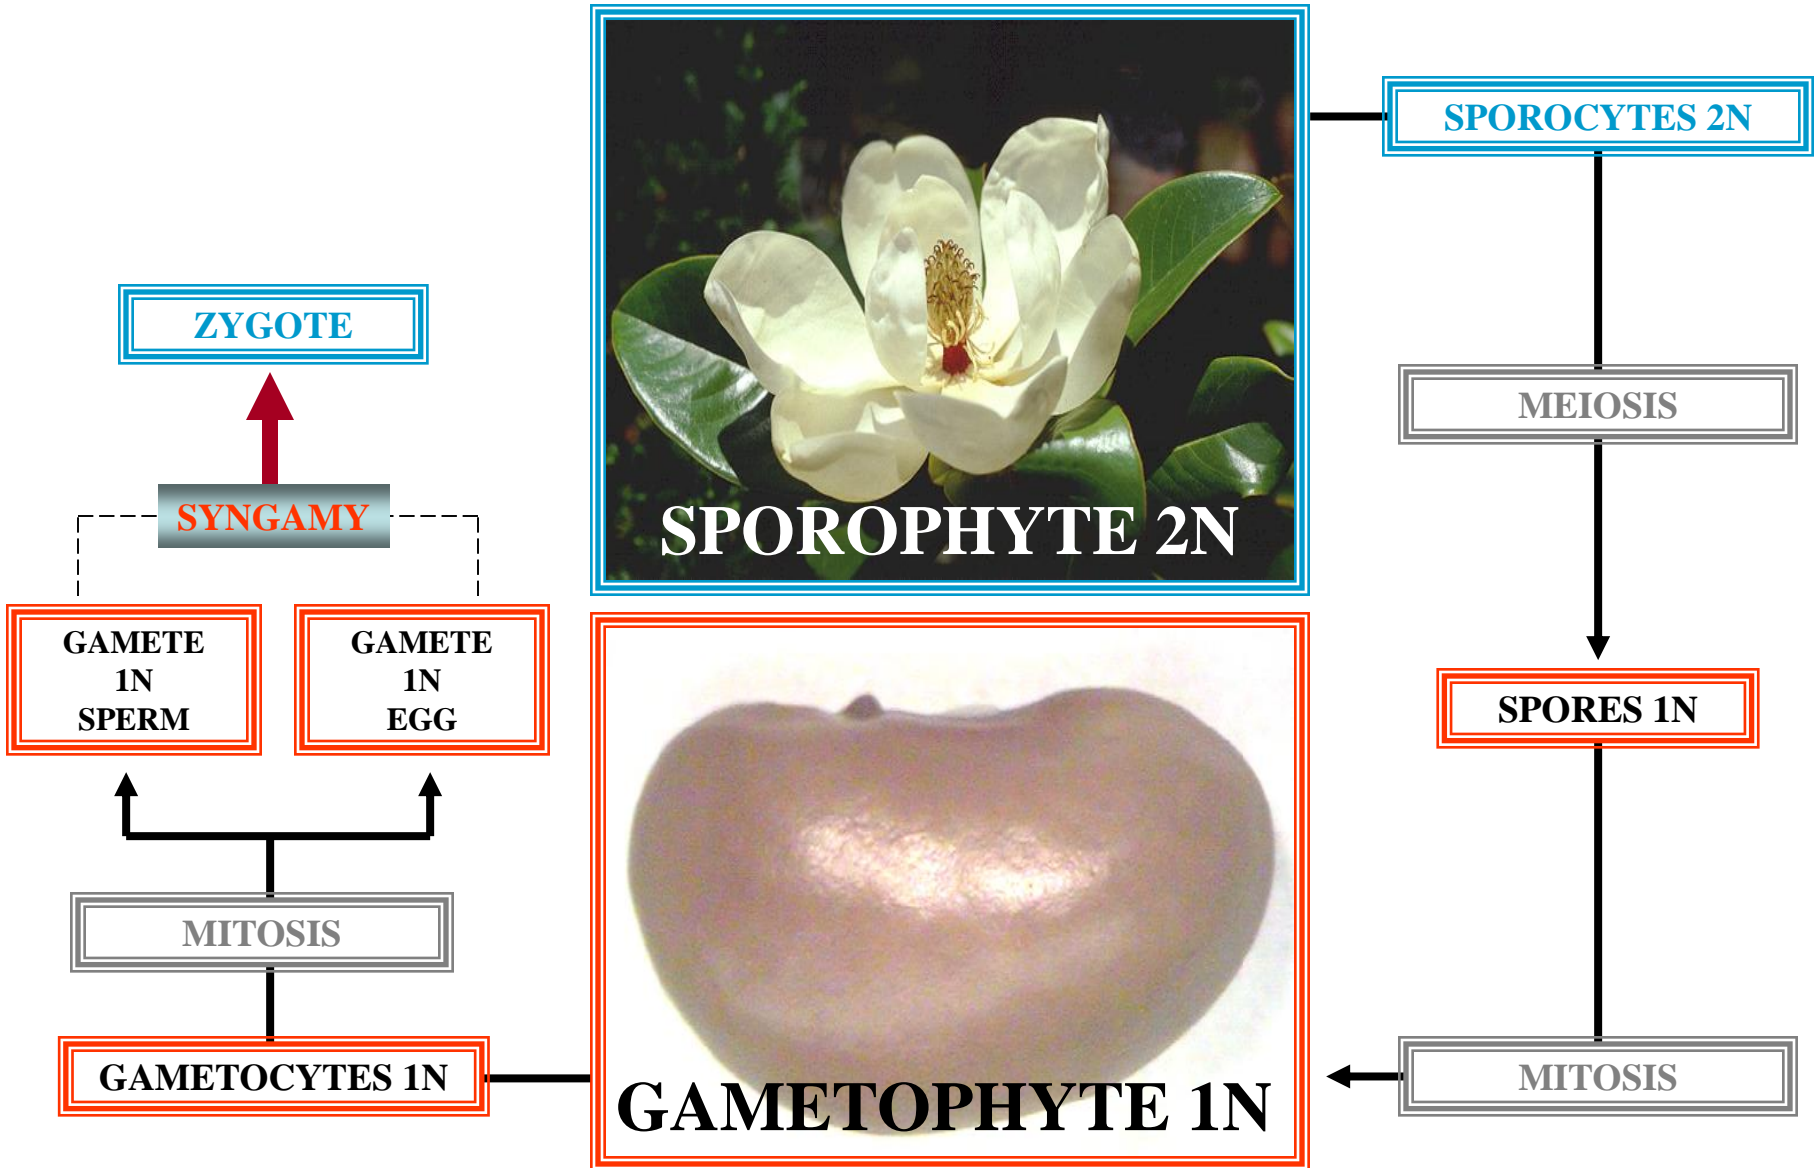 SPOROCYTES 2N
ZYGOTE
MEIOSIS
SYNGAMY
SPOROPHYTE 2N
GAMETE
1N
SPERM
GAMETE
1N
EGG
SPORES 1N
MITOSIS
GAMETOCYTES 1N
GAMETOPHYTE 1N
MITOSIS